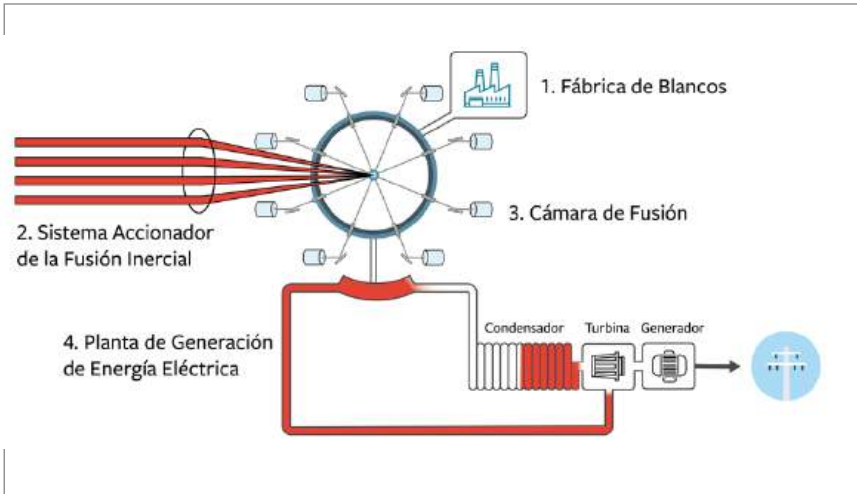 1. Fábrica de Blancos
2. Sistema Accionador
de la Fusión Inercial
3. Cámara de Fusión
4. Planta de Generación
de Energía Eléctrica
Condensador
Turbina
Generador